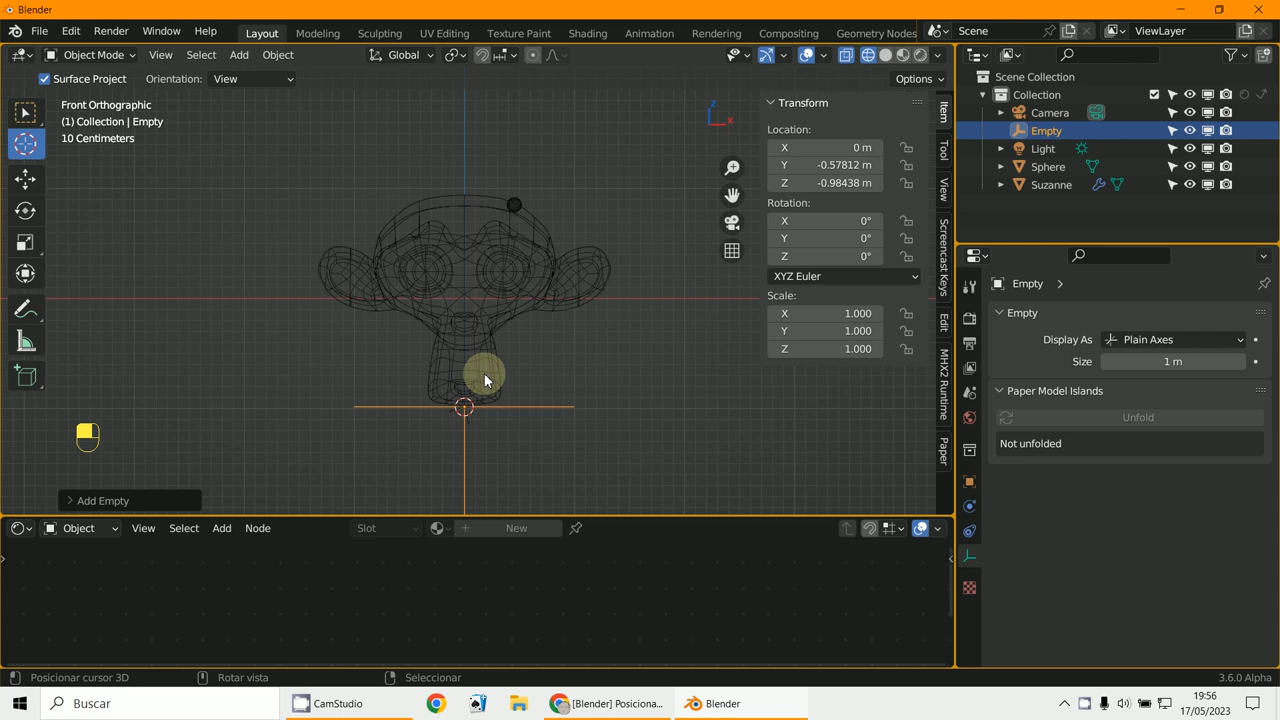 Blender
File Edit Render Window Help Layout Modeling Sculpting UV Editing Texture Paint Shading Animation Rendering Compositing Geometry Nodes Scene ViewLayer
Object Mode View Select Add Object Global
Surface Project Orientation: View Options
Front Orthographic
(1) Collection | Empty
10 Centimeters
Z
X
Transform
Location:
X 0 m
Y -0.57812 m
Z -0.98438 m
Rotation:
X 0°
Y 0°
Z 0°
XYZ Euler
Scale:
X 1.000
Y 1.000
Z 1.000
Item
Tool
View
Screencast Keys
Edit
MHX2 Runtime
Paper
Scene Collection
Collection
Camera
Empty
Light
Sphere
Suzanne
Empty
Empty
Display As Plain Axes
Size 1 m
Paper Model Islands
Unfold
Not unfolded
Add Empty
Object View Select Add Node Slot New
Posicionar cursor 3D Rotar vista Seleccionar 3.6.0 Alpha
Buscar CamStudio [Blender] Posiciona... Blender 19:56
17/05/2023